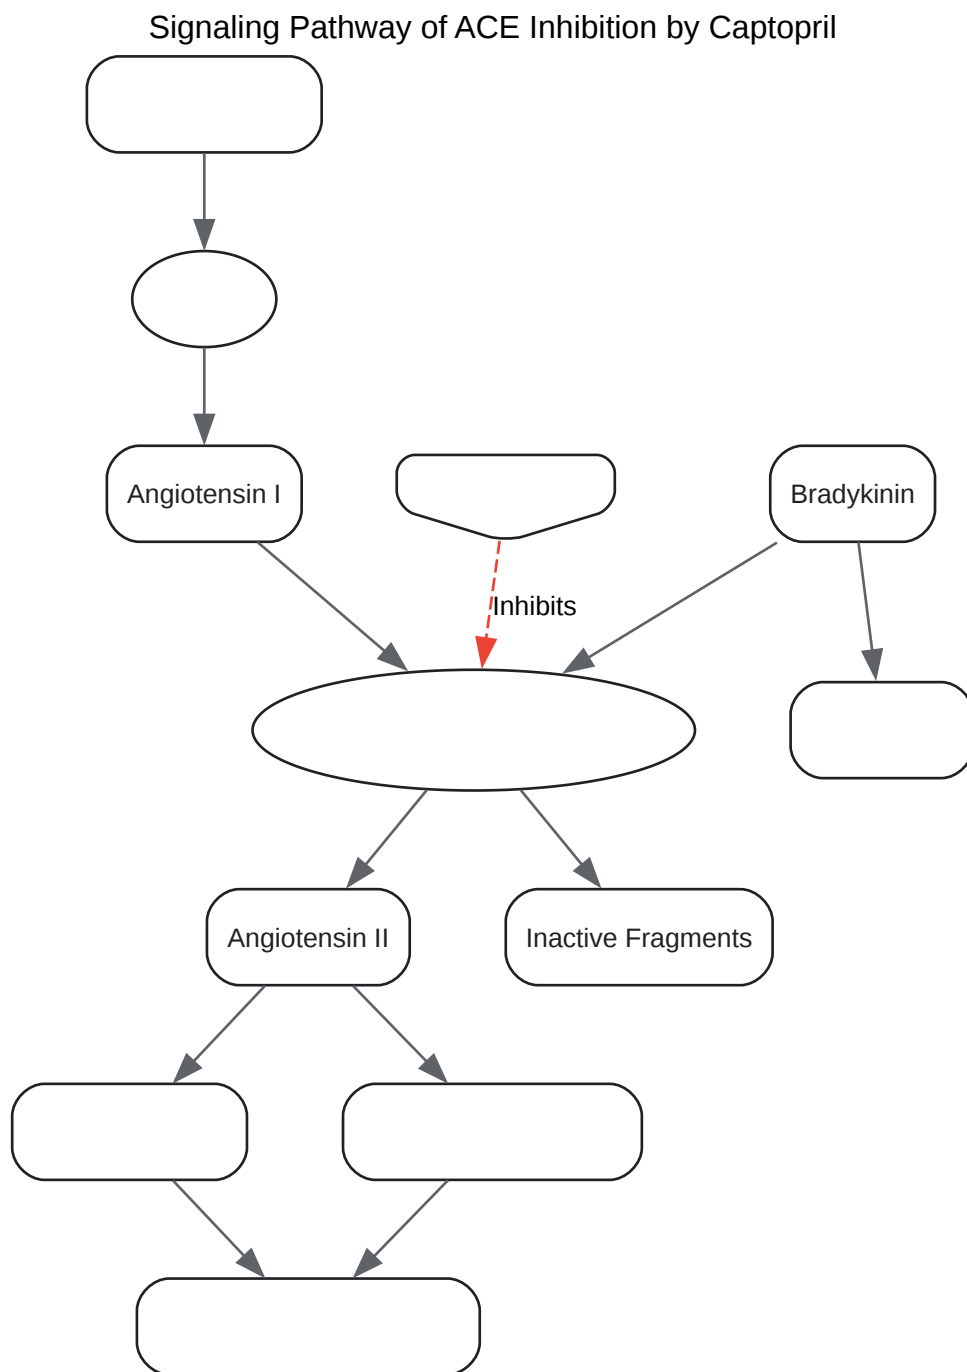 Signaling Pathway of ACE Inhibition by Captopril
Angiotensin I
Bradykinin
Inhibits
Angiotensin II
Inactive Fragments